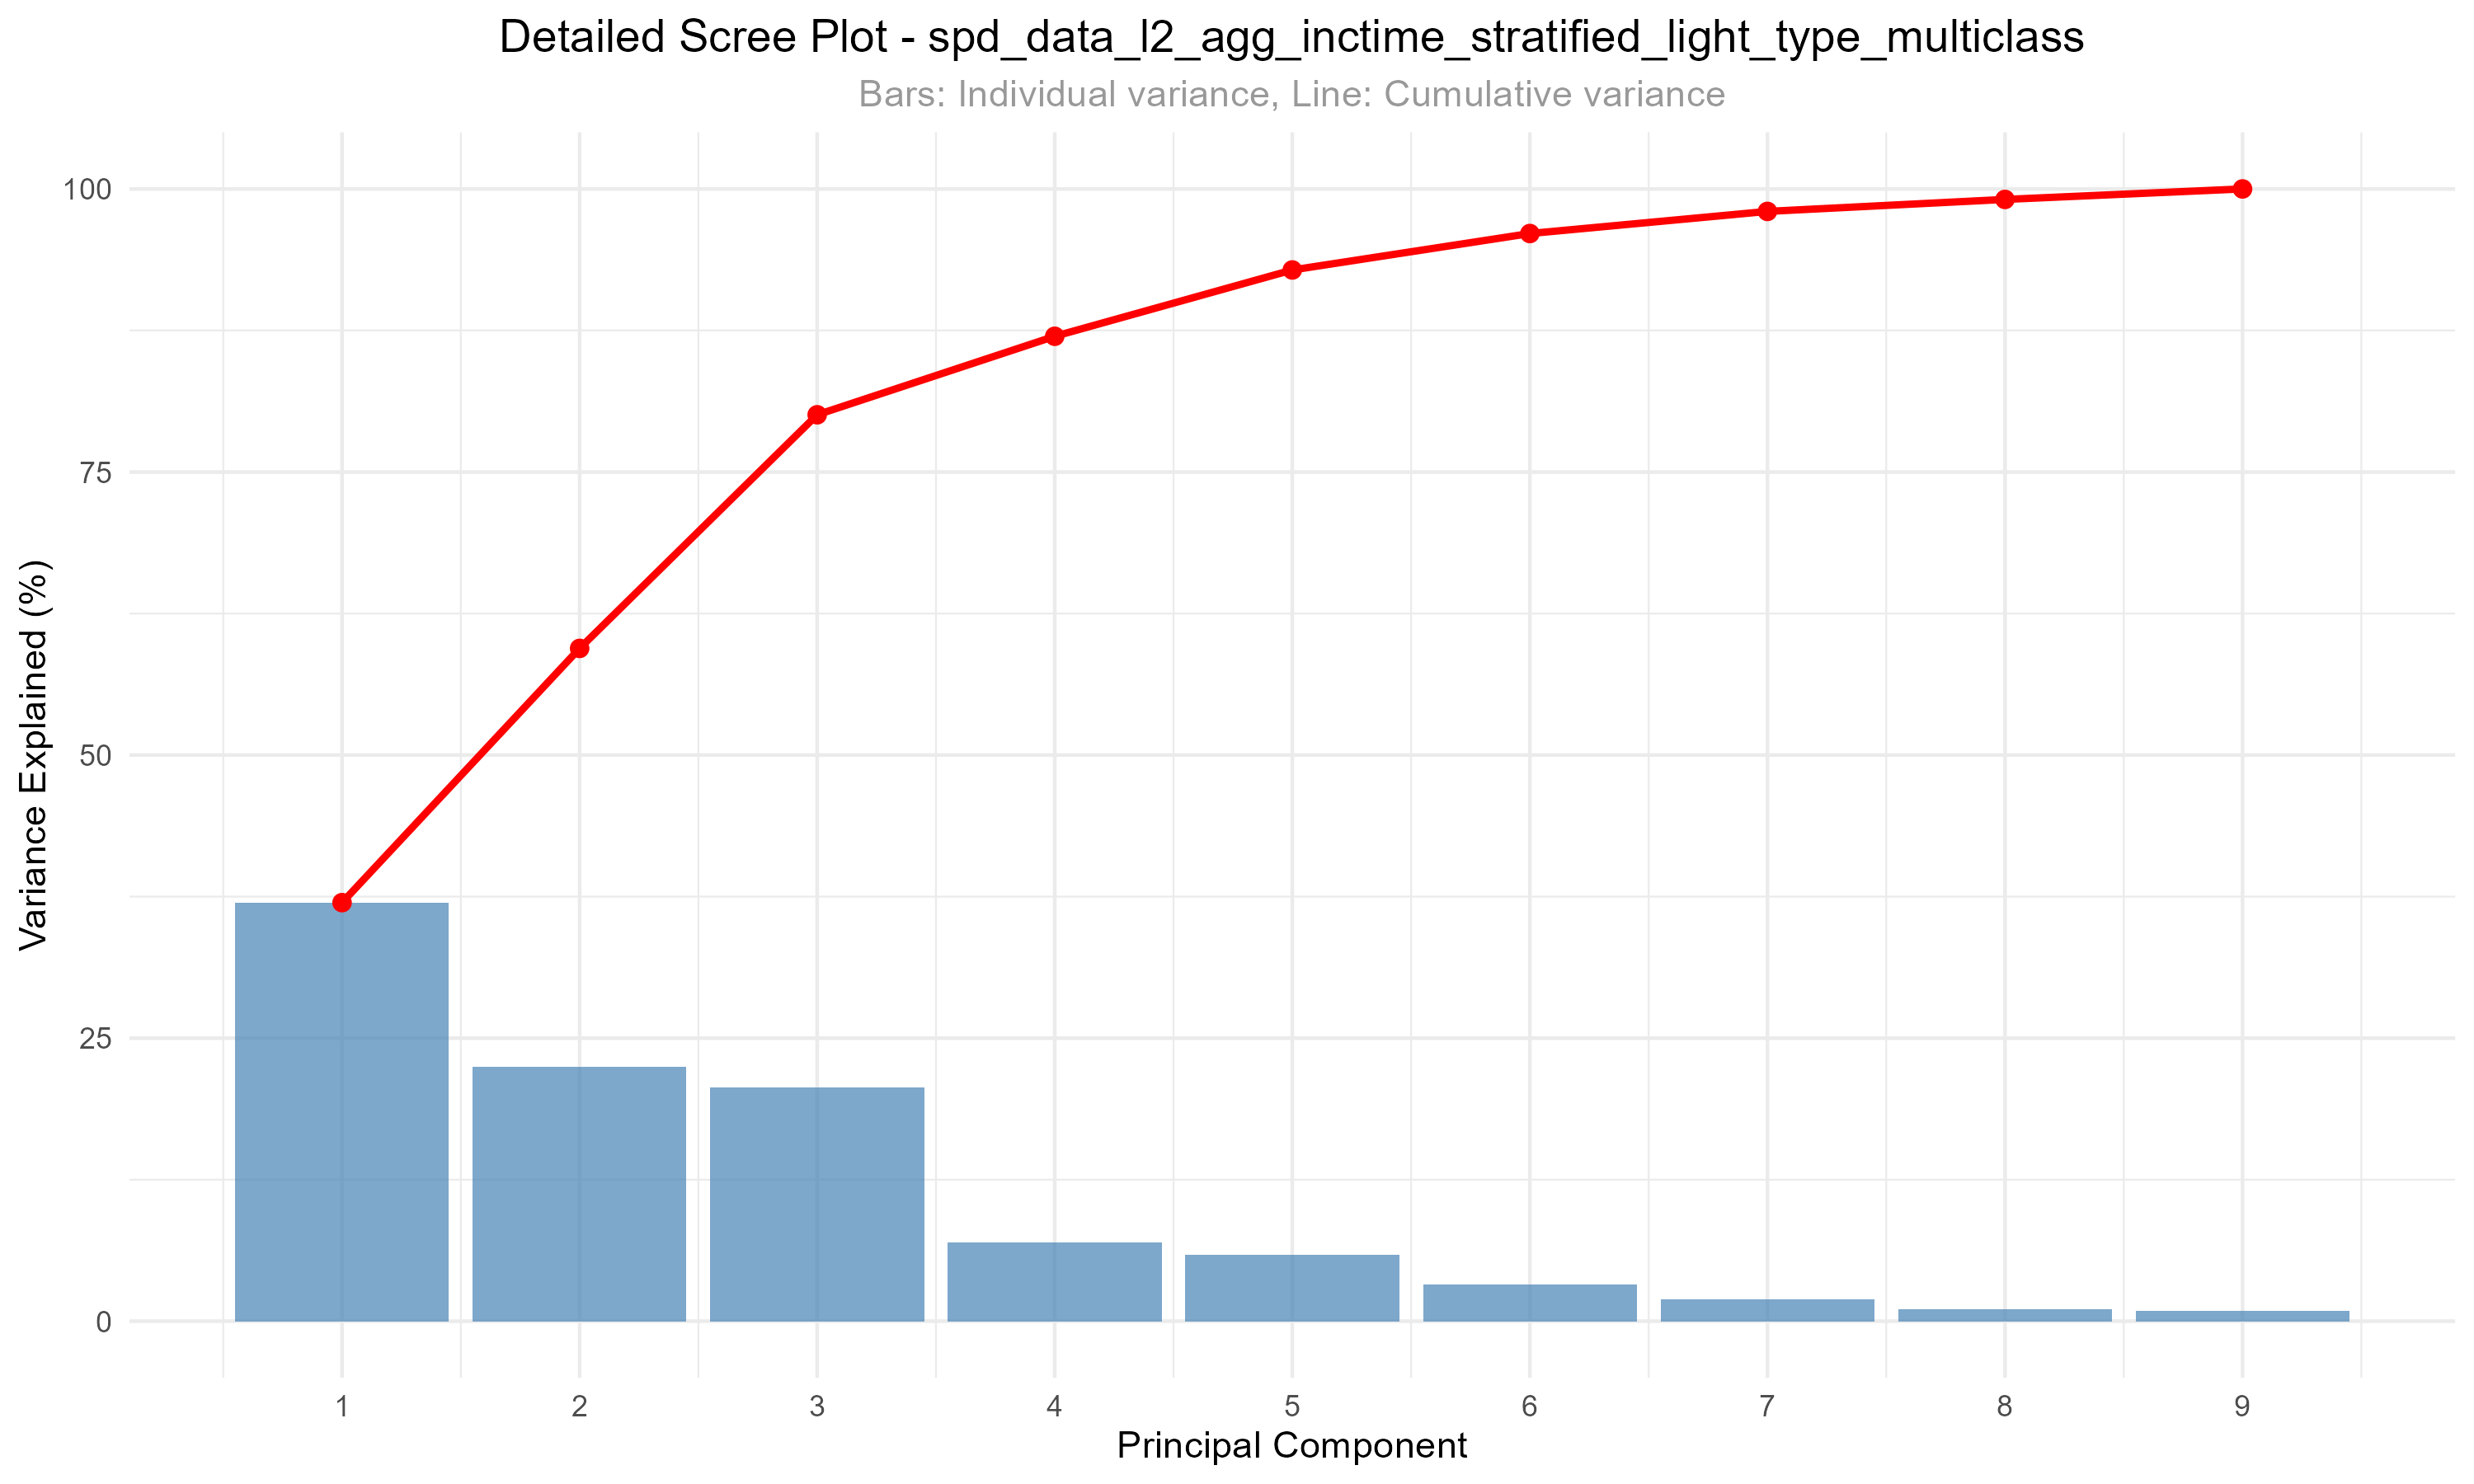 Detailed Scree Plot - spd_data_l2_agg_inctime_stratified_light_type_multiclass
Bars: Individual variance, Line: Cumulative variance
Variance Explained (%)
100
75
50
25
0
1 2 3 4 5 6 7 8 9
Principal Component